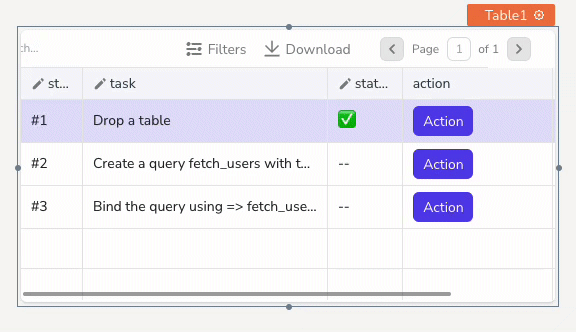 Table1
ch...
Filters
Download
Page 1 of 1
st... task stat... action
#1 Drop a table ✅ Action
#2 Create a query fetch_users with t... -- Action
#3 Bind the query using => fetch_use... -- Action